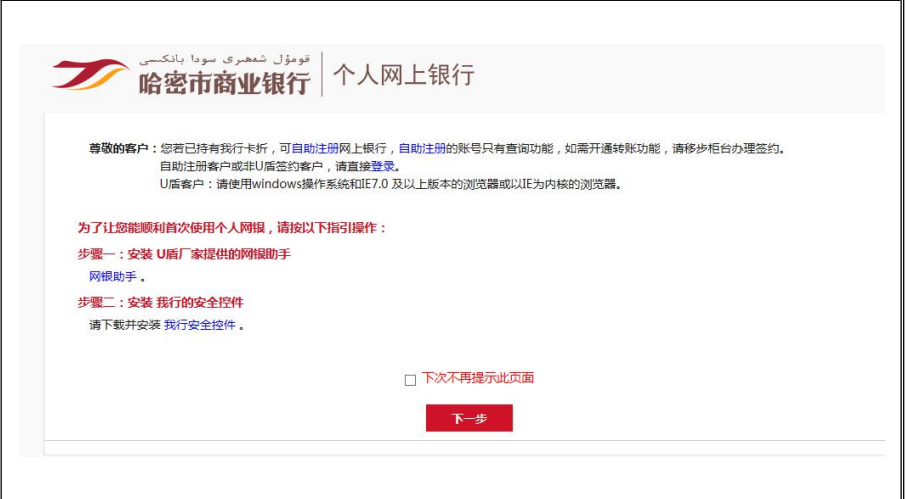 قومۇل شەھىرى سودا بانكىسى
哈密市商业银行 个人网上银行
尊敬的客户：您若已持有我行卡折，可自助注册网上银行，自助注册的账号只有查询功能，如需开通转账功能，请移步柜台办理签约。
自助注册客户或非U盾签约客户，请直接登录。
U盾客户：请使用windows操作系统和IE7.0 及以上版本的浏览器或以IE为内核的浏览器。
为了让您能顺利首次使用个人网银，请按以下指引操作：
步骤一：安装 U盾厂家提供的网银助手
网银助手 。
步骤二：安装 我行的安全控件
请下载并安装 我行安全控件 。
下次不再提示此页面
下一步